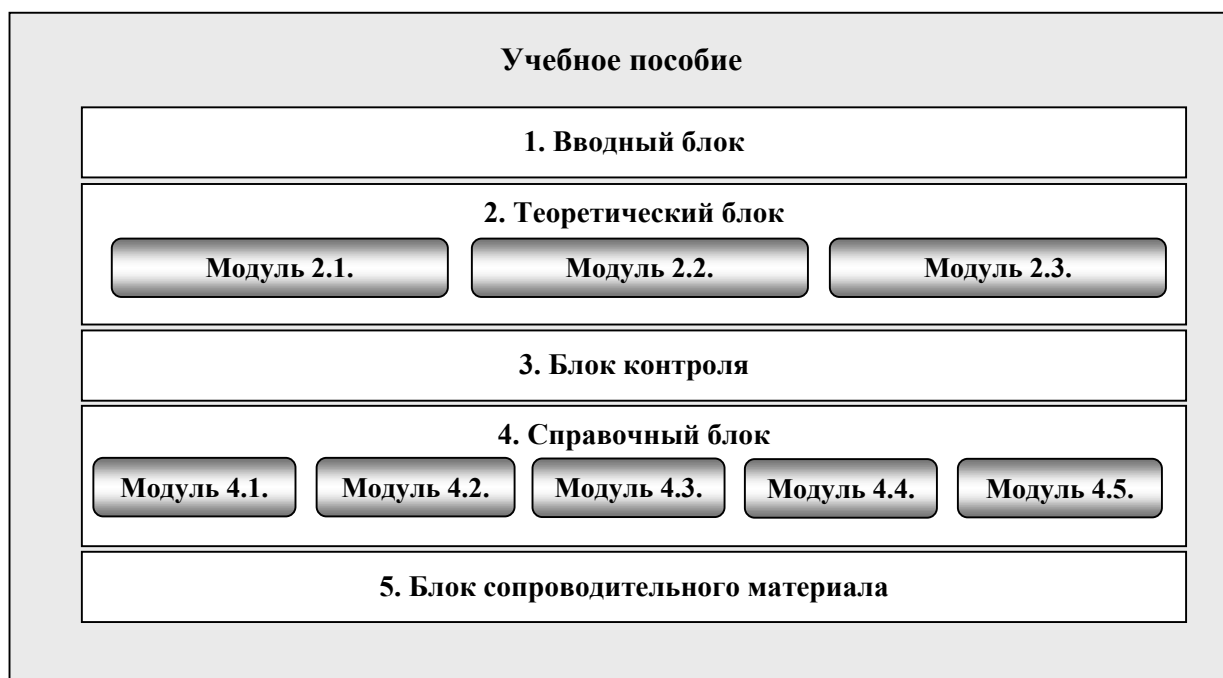 Учебное пособие
1. Вводный блок
2. Теоретический блок
Модуль 2.1. Модуль 2.2. Модуль 2.3.
3. Блок контроля
4. Справочный блок
Модуль 4.1. Модуль 4.2. Модуль 4.3. Модуль 4.4. Модуль 4.5.
5. Блок сопроводительного материала